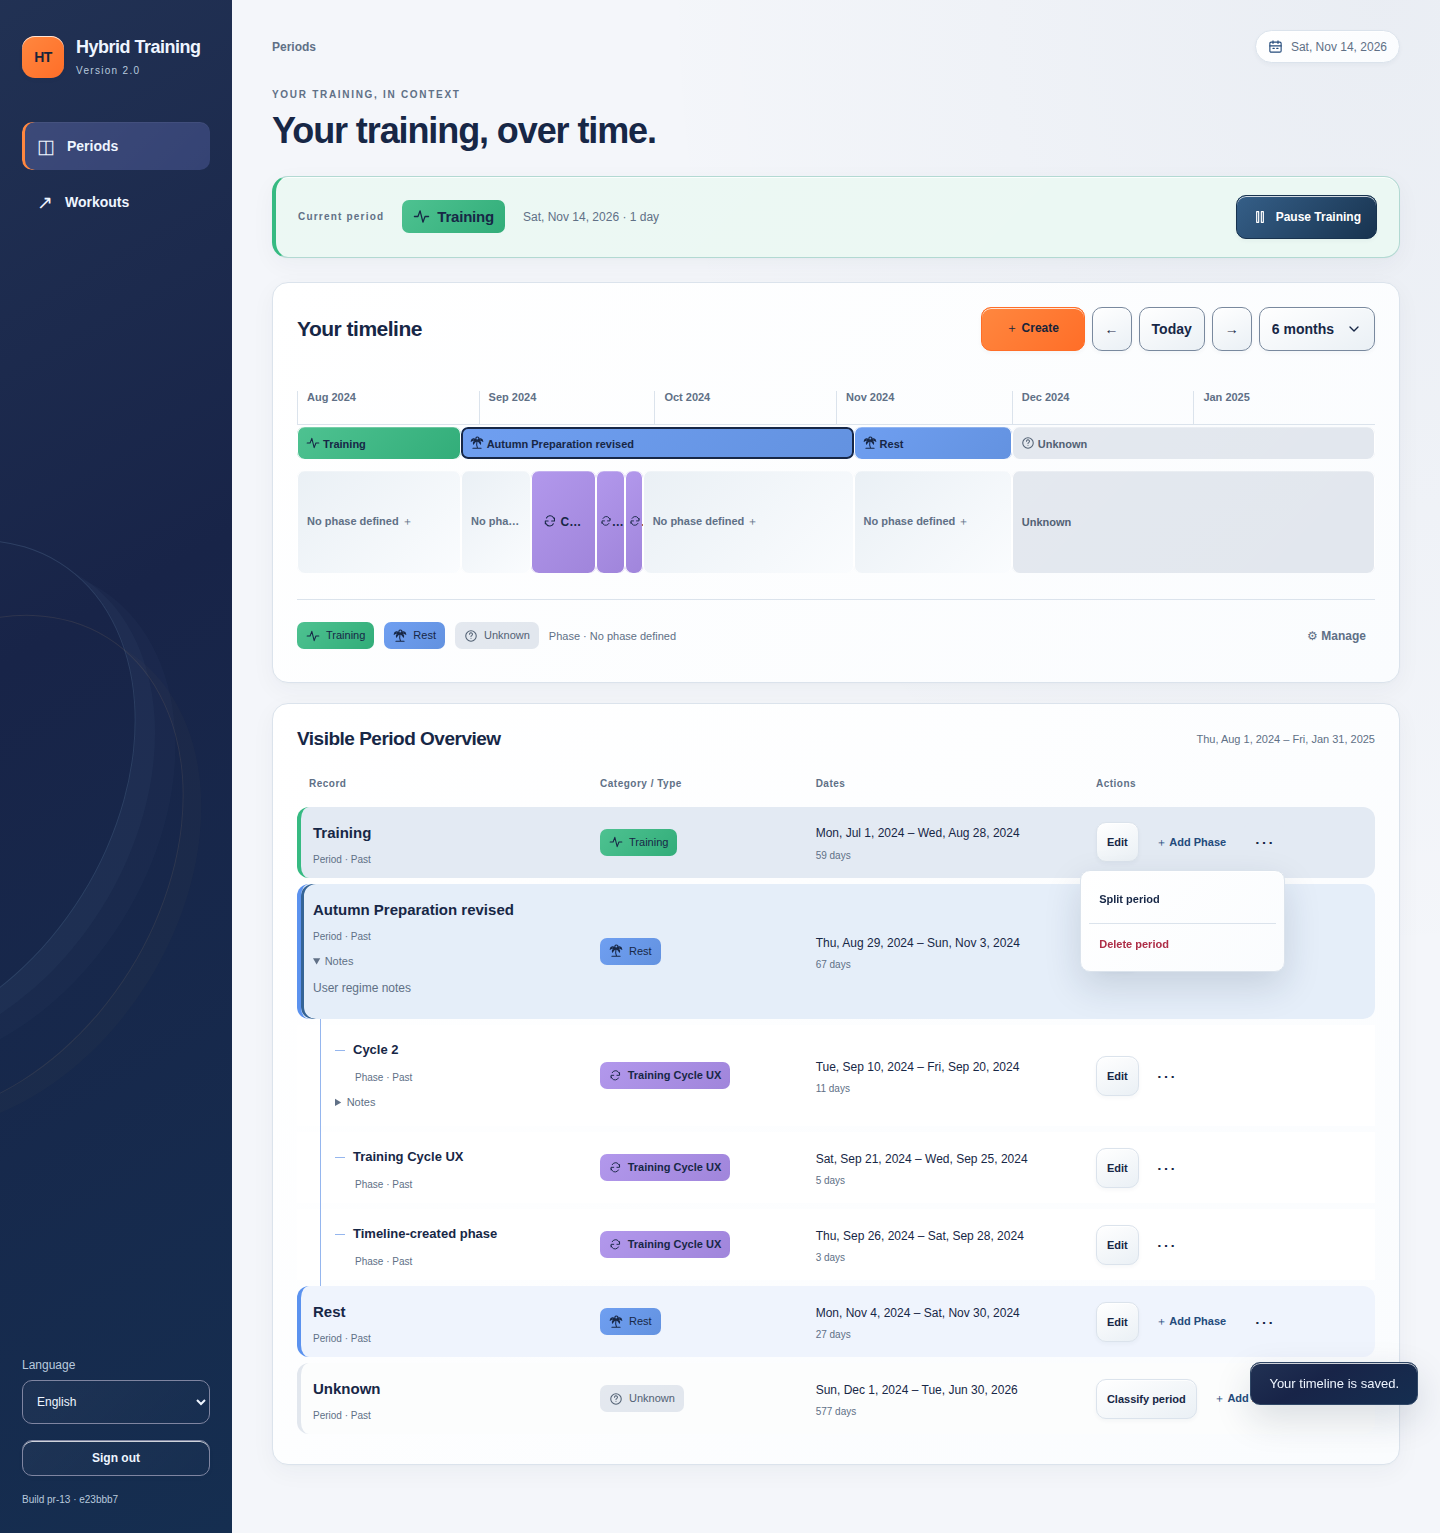 HT
Hybrid Training
Version 2.0
Periods
Workouts
Language
English
Sign out
Build pr-13 · e23bbb7
Periods
Sat, Nov 14, 2026
YOUR TRAINING, IN CONTEXT
Your training, over time.
Current period
Training
Sat, Nov 14, 2026 · 1 day
Pause Training
Your timeline
+ Create
←
Today
→
6 months
Aug 2024
Sep 2024
Oct 2024
Nov 2024
Dec 2024
Jan 2025
Training
Autumn Preparation revised
Rest
Unknown
No phase defined +
No pha…
C…
…
No phase defined +
No phase defined +
Unknown
Training
Rest
Unknown
Phase · No phase defined
⚙ Manage
Visible Period Overview
Thu, Aug 1, 2024 – Fri, Jan 31, 2025
Record
Category / Type
Dates
Actions
Training
Period · Past
Training
Mon, Jul 1, 2024 – Wed, Aug 28, 2024
59 days
Edit
+ Add Phase
···
Split period
Delete period
Autumn Preparation revised
Period · Past
▼ Notes
User regime notes
Rest
Thu, Aug 29, 2024 – Sun, Nov 3, 2024
67 days
— Cycle 2
Phase · Past
▶ Notes
Training Cycle UX
Tue, Sep 10, 2024 – Fri, Sep 20, 2024
11 days
Edit
···
— Training Cycle UX
Phase · Past
Training Cycle UX
Sat, Sep 21, 2024 – Wed, Sep 25, 2024
5 days
Edit
···
— Timeline-created phase
Phase · Past
Training Cycle UX
Thu, Sep 26, 2024 – Sat, Sep 28, 2024
3 days
Edit
···
Rest
Period · Past
Rest
Mon, Nov 4, 2024 – Sat, Nov 30, 2024
27 days
Edit
+ Add Phase
···
Unknown
Period · Past
Unknown
Sun, Dec 1, 2024 – Tue, Jun 30, 2026
577 days
Classify period
+ Add
Your timeline is saved.